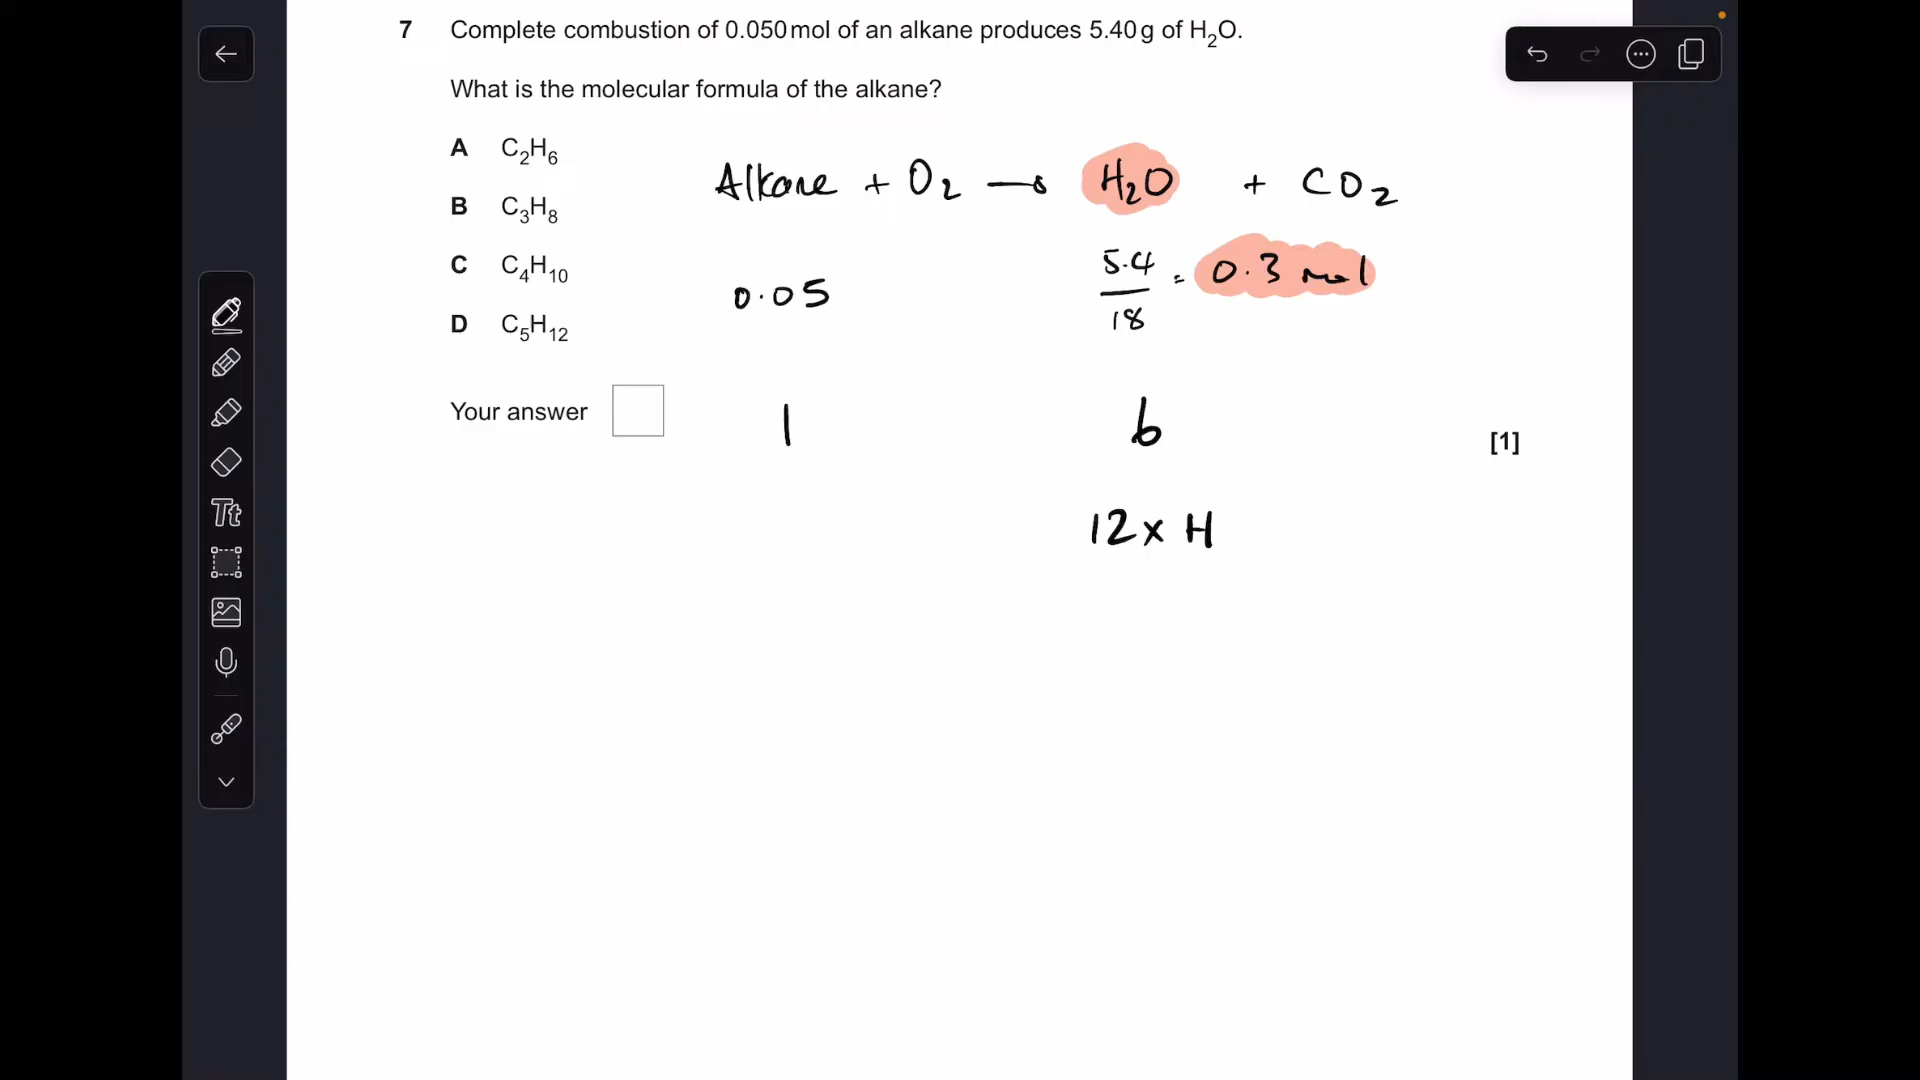 7 Complete combustion of 0.050 mol of an alkane produces 5.40 g of H₂O.
What is the molecular formula of the alkane?
A C₂H₆
B C₃H₈
C C₄H₁₀
D C₅H₁₂
Alkane + O₂ → H₂O + CO₂
0.05
5.4
18
= 0.3 mol
Your answer
1
6
[1]
12 x H
Tt